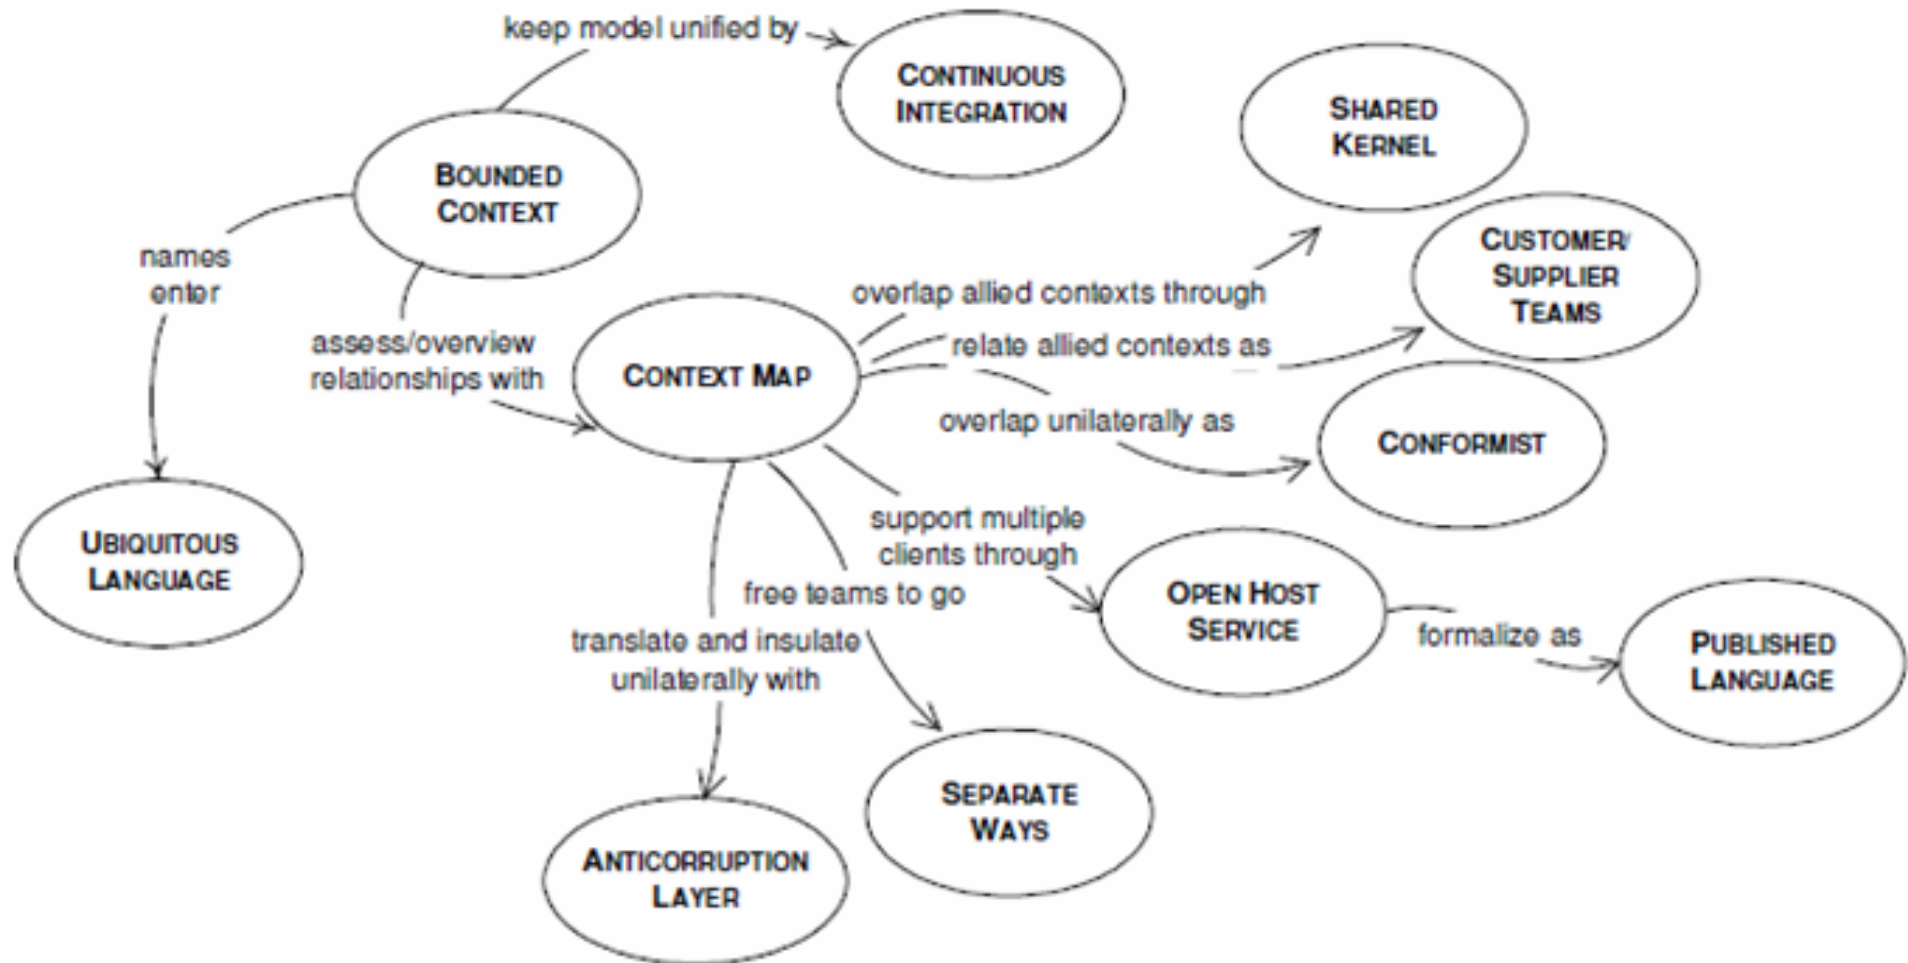 keep model unified by
CONTINUOUS
INTEGRATION
SHARED
KERNEL
BOUNDED
CONTEXT
CUSTOMER/
SUPPLIER
TEAMS
names
enter
overlap allied contexts through
assess/overview
relationships with
relate allied contexts as
CONTEXT MAP
overlap unilaterally as
CONFORMIST
support multiple
clients through
UBIQUITOUS
LANGUAGE
free teams to go
OPEN HOST
SERVICE
formalize as
PUBLISHED
LANGUAGE
translate and insulate
unilaterally with
SEPARATE
WAYS
ANTICORRUPTION
LAYER